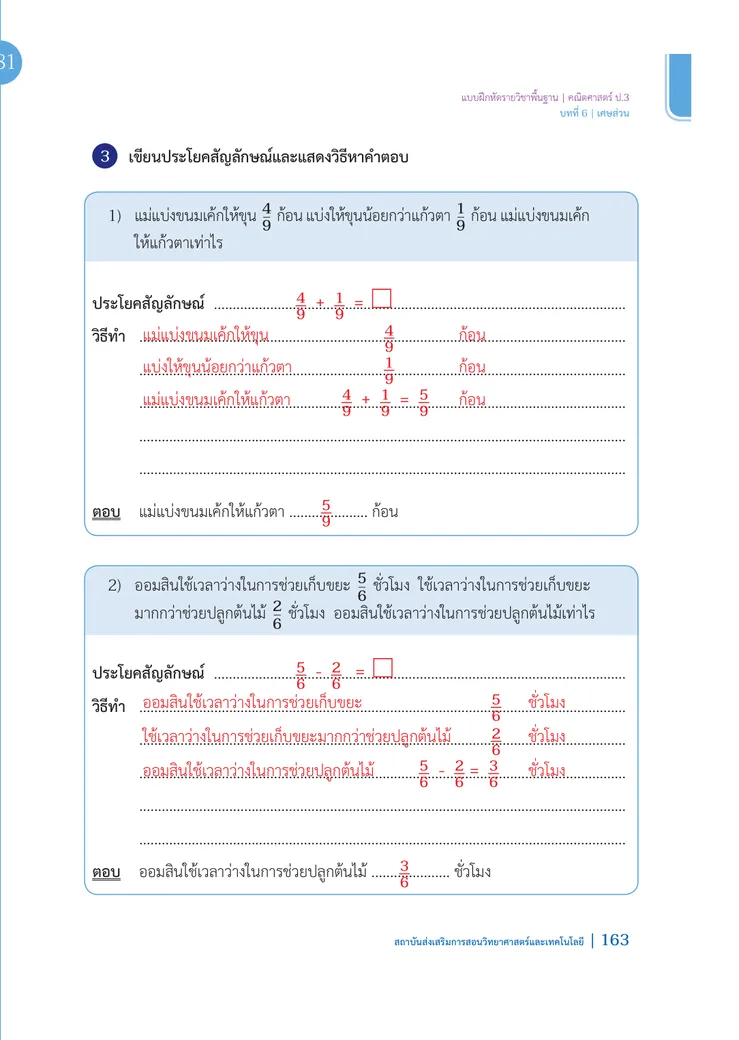 81
แบบฝึกหัดรายวิชาพื้นฐาน | คณิตศาสตร์ ป.3
บทที่ 6 | เศษส่วน
3 เขียนประโยคสัญลักษณ์และแสดงวิธีหาคำตอบ
1) แม่แบ่งขนมเค้กให้ขุน 4/9 ก้อน แบ่งให้ขุนน้อยกว่าแก้วตา 1/9 ก้อน แม่แบ่งขนมเค้ก
ให้แก้วตาเท่าไร
ประโยคสัญลักษณ์ 4/9 + 1/9 = □
วิธีทำ แม่แบ่งขนมเค้กให้ขุน 4/9 ก้อน
แบ่งให้ขุนน้อยกว่าแก้วตา 1/9 ก้อน
แม่แบ่งขนมเค้กให้แก้วตา 4/9 + 1/9 = 5/9 ก้อน
ตอบ แม่แบ่งขนมเค้กให้แก้วตา 5/9 ก้อน
2) ออมสินใช้เวลาว่างในการช่วยเก็บขยะ 5/6 ชั่วโมง ใช้เวลาว่างในการช่วยเก็บขยะ
มากกว่าช่วยปลูกต้นไม้ 2/6 ชั่วโมง ออมสินใช้เวลาว่างในการช่วยปลูกต้นไม้เท่าไร
ประโยคสัญลักษณ์ 5/6 - 2/6 = □
วิธีทำ ออมสินใช้เวลาว่างในการช่วยเก็บขยะ 5/6 ชั่วโมง
ใช้เวลาว่างในการช่วยเก็บขยะมากกว่าช่วยปลูกต้นไม้ 2/6 ชั่วโมง
ออมสินใช้เวลาว่างในการช่วยปลูกต้นไม้ 5/6 - 2/6 = 3/6 ชั่วโมง
ตอบ ออมสินใช้เวลาว่างในการช่วยปลูกต้นไม้ 3/6 ชั่วโมง
สถาบันส่งเสริมการสอนวิทยาศาสตร์และเทคโนโลยี | 163